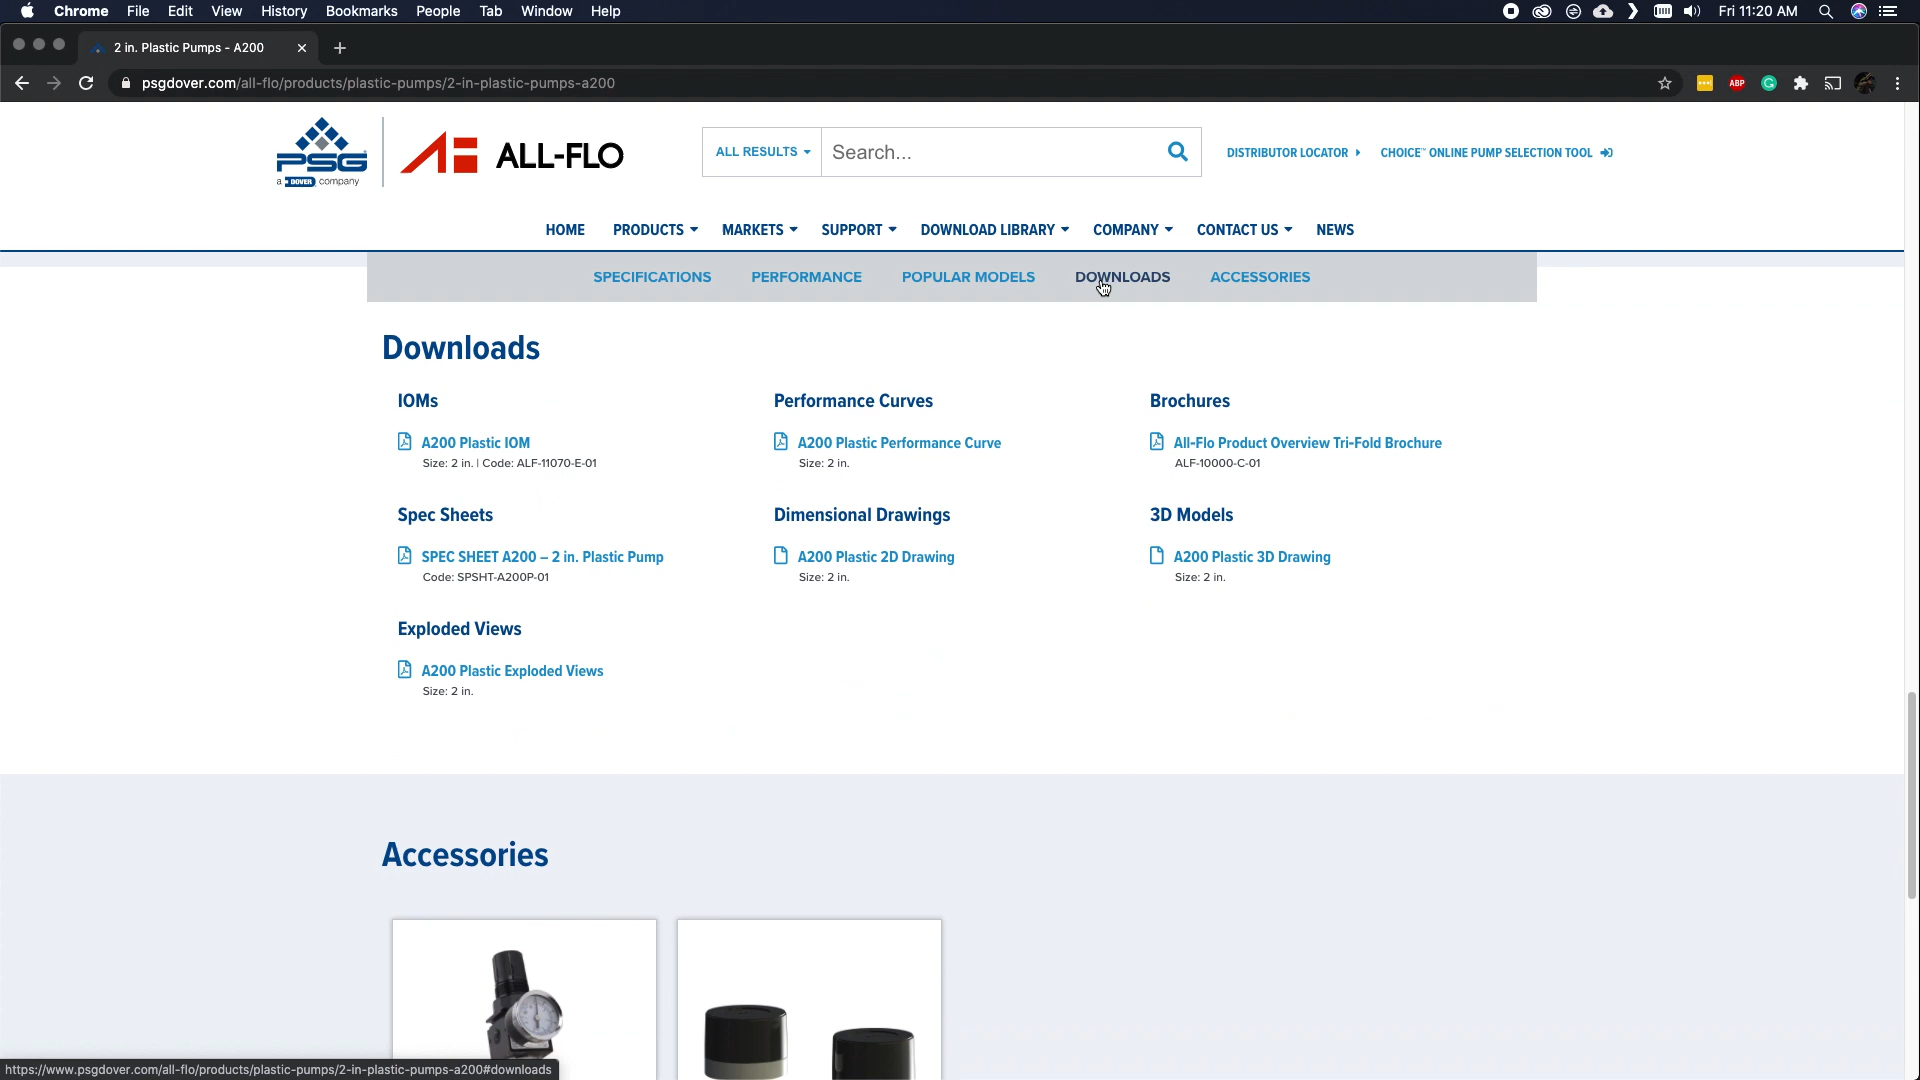 Chrome File Edit View History Bookmarks People Tab Window Help Fri 11:20 AM
2 in. Plastic Pumps - A200
psgdover.com/all-flo/products/plastic-pumps/2-in-plastic-pumps-a200 ABP
PSG
a DOVER company
ALL-FLO
ALL RESULTS Search... DISTRIBUTOR LOCATOR CHOICE™ ONLINE PUMP SELECTION TOOL
HOME PRODUCTS MARKETS SUPPORT DOWNLOAD LIBRARY COMPANY CONTACT US NEWS
SPECIFICATIONS PERFORMANCE POPULAR MODELS DOWNLOADS ACCESSORIES
Downloads
IOMs
A200 Plastic IOM
Size: 2 in. | Code: ALF-11070-E-01
Performance Curves
A200 Plastic Performance Curve
Size: 2 in.
Brochures
All-Flo Product Overview Tri-Fold Brochure
ALF-10000-C-01
Spec Sheets
SPEC SHEET A200 – 2 in. Plastic Pump
Code: SPSHT-A200P-01
Dimensional Drawings
A200 Plastic 2D Drawing
Size: 2 in.
3D Models
A200 Plastic 3D Drawing
Size: 2 in.
Exploded Views
A200 Plastic Exploded Views
Size: 2 in.
Accessories
https://www.psgdover.com/all-flo/products/plastic-pumps/2-in-plastic-pumps-a200#downloads